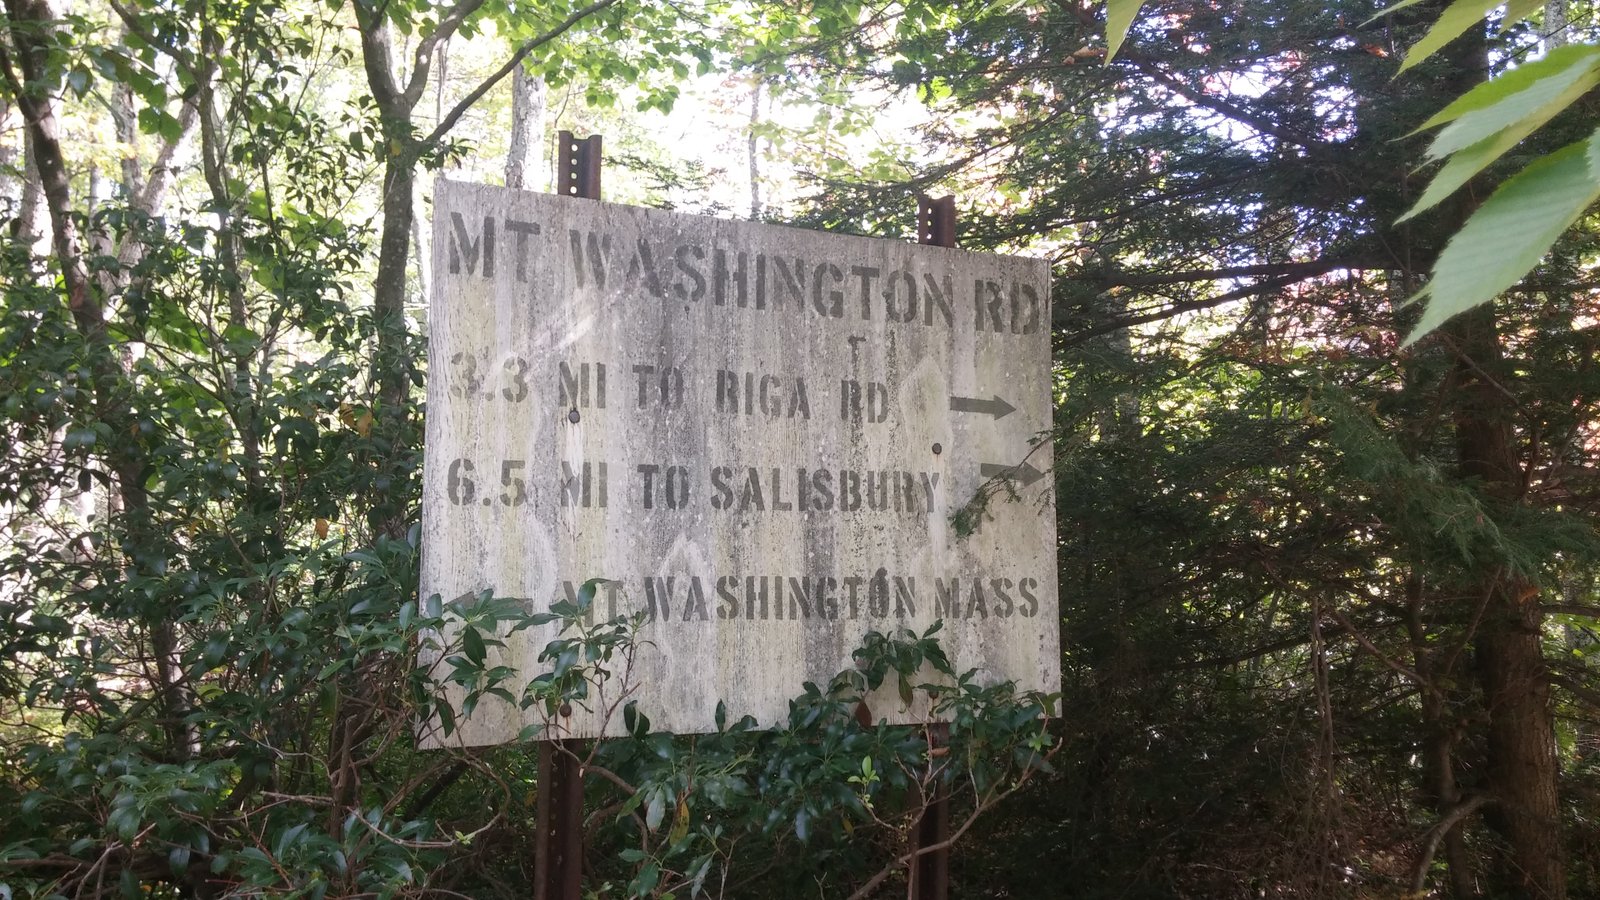 MT WASHINGTON RD
3.3 MI TO RIGA RD →
6.5 MI TO SALISBURY →
← MT WASHINGTON MASS